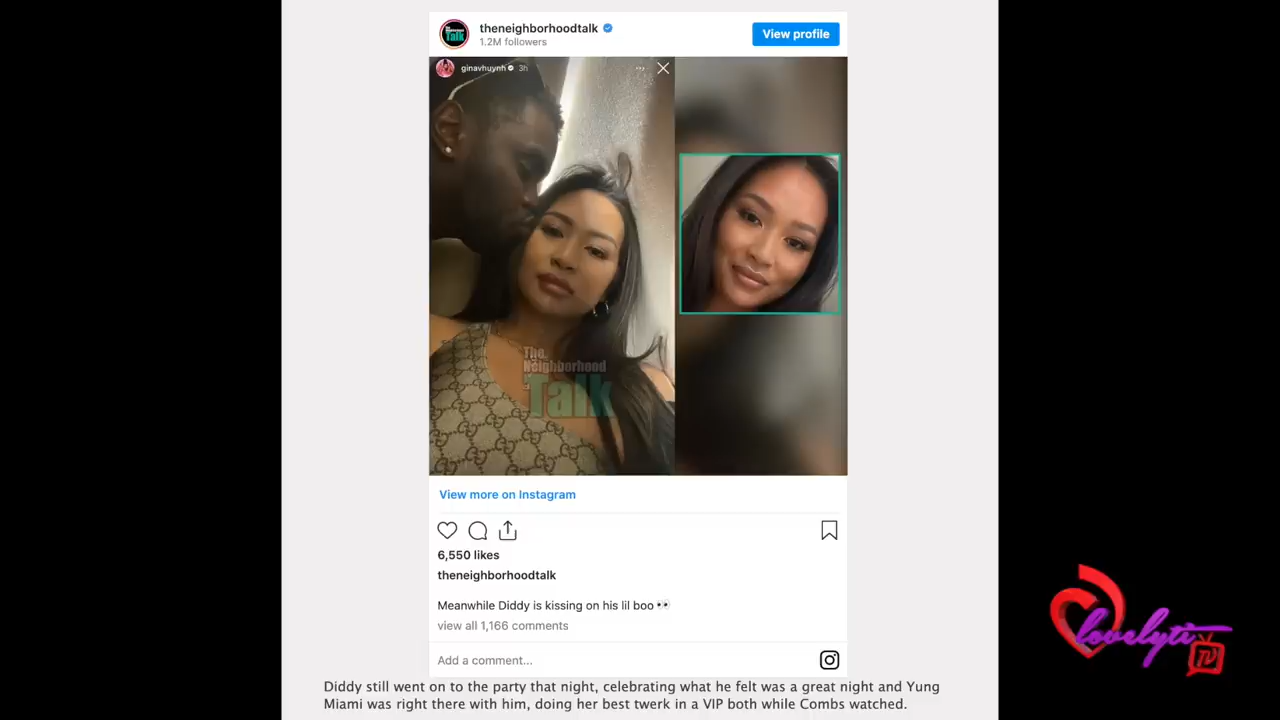 theneighborhoodtalk
1.2M followers
View profile
ginavhuynh 3h
The
Neighborhood
Talk
View more on Instagram
6,550 likes
theneighborhoodtalk
Meanwhile Diddy is kissing on his lil boo 👀
view all 1,166 comments
Add a comment...
Diddy still went on to the party that night, celebrating what he felt was a great night and Yung
Miami was right there with him, doing her best twerk in a VIP both while Combs watched.
lovelyti
TV